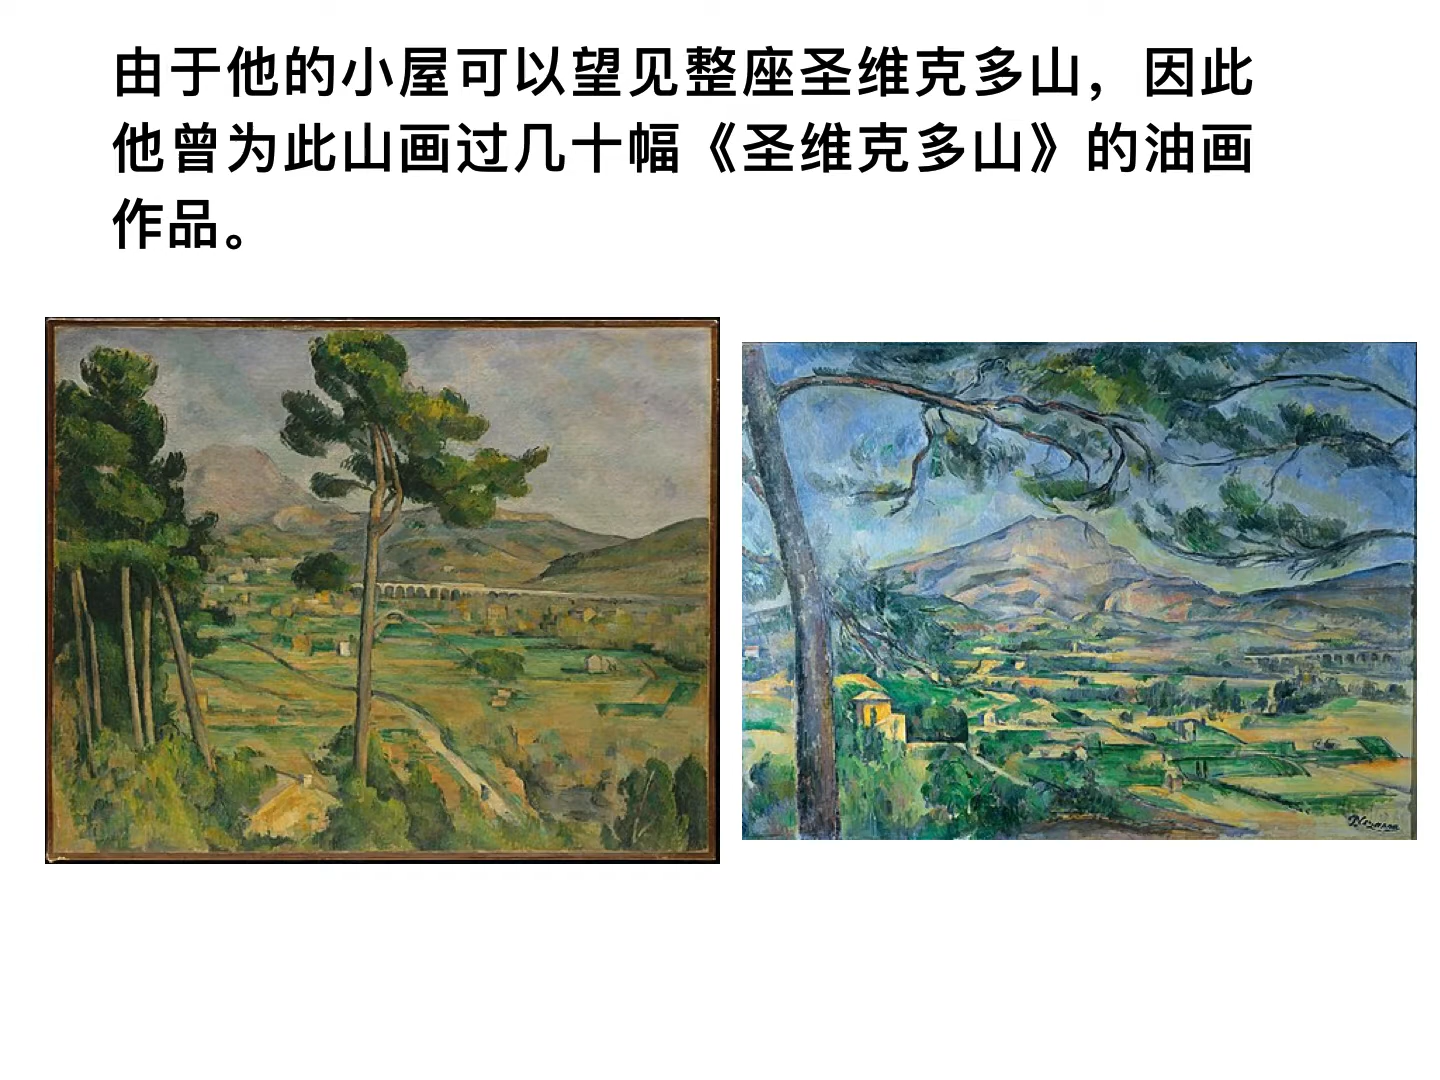 由于他的小屋可以望见整座圣维克多山，因此
他曾为此山画过几十幅《圣维克多山》的油画
作品。